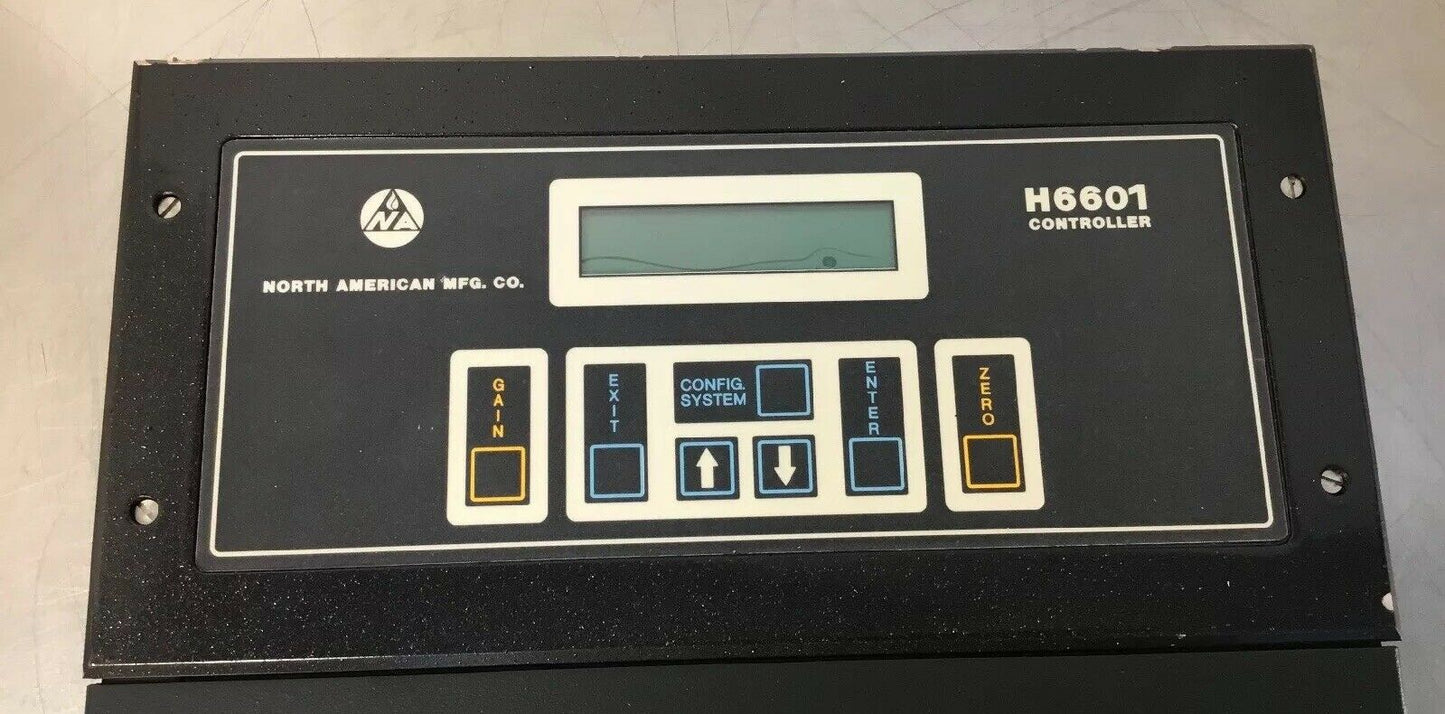 NA
NORTH AMERICAN MFG. CO.
H6601
CONTROLLER
GAIN
EXIT
CONFIG.
SYSTEM
ENTER
ZERO